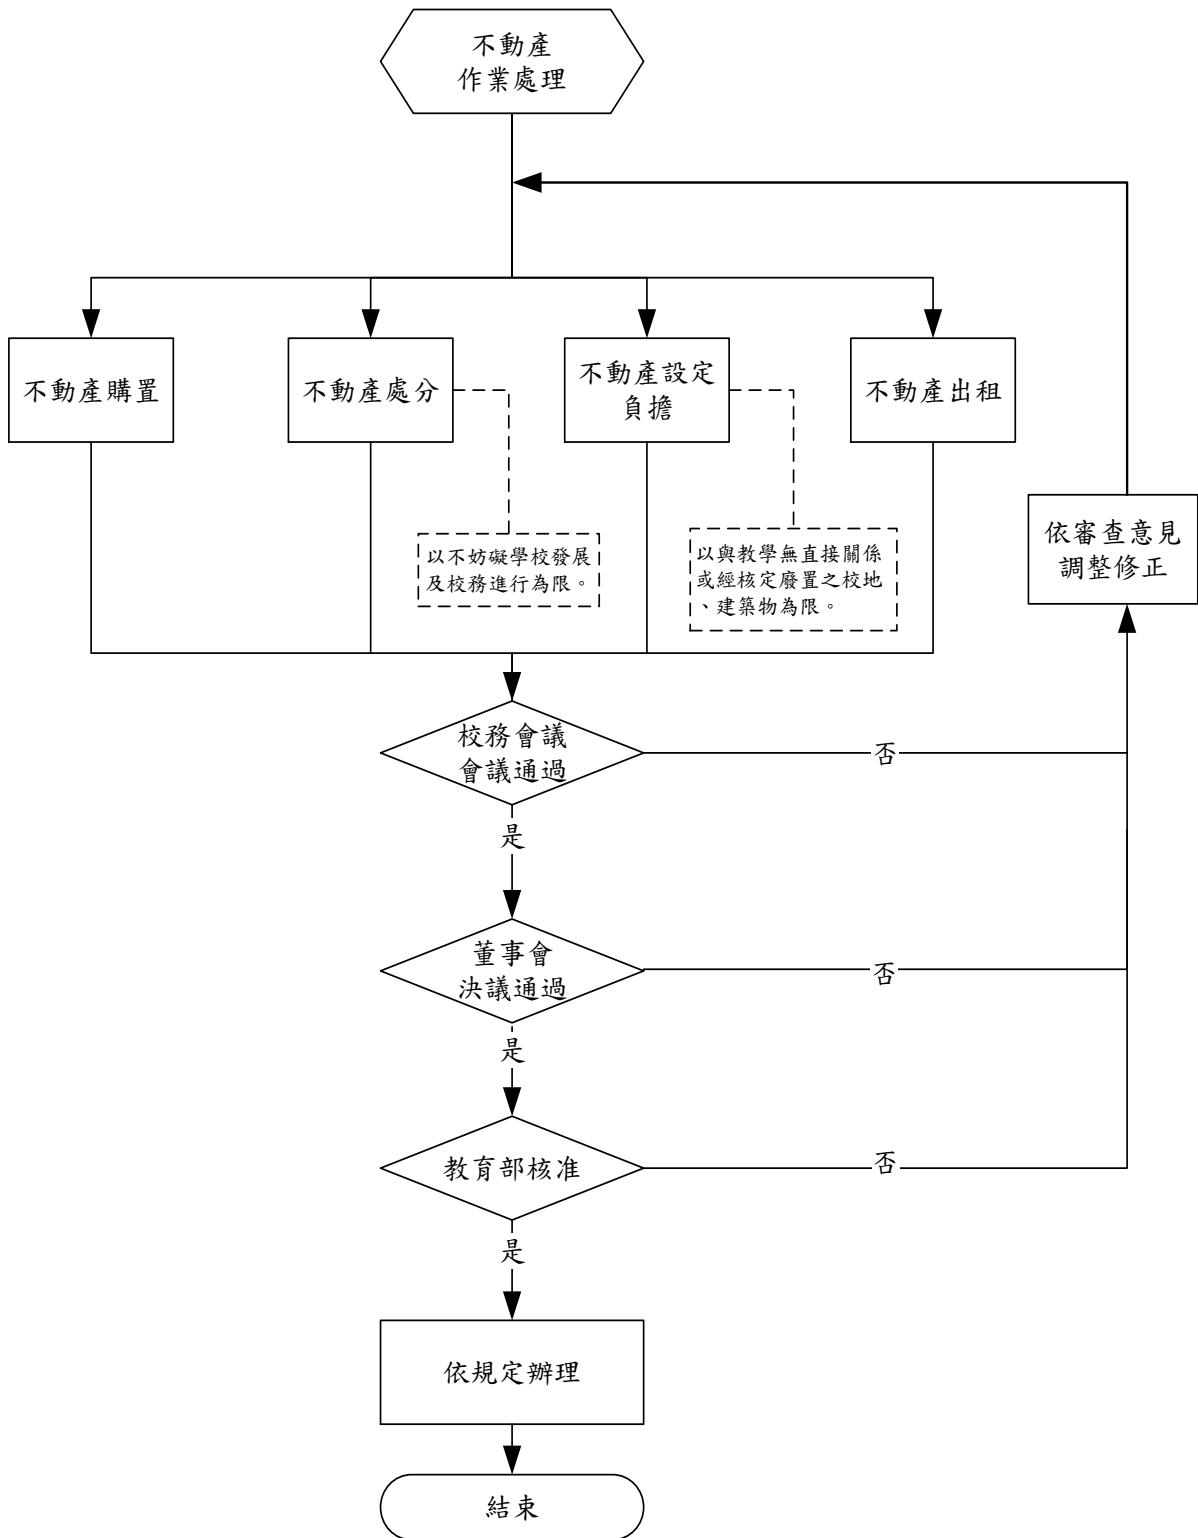 不動產
作業處理
不動產購置
不動產處分
不動產設定
負擔
不動產出租
以不妨礙學校發展
及校務進行為限。
以與教學無直接關係
或經核定廢置之校地
、建築物為限。
依審查意見
調整修正
校務會議
會議通過
否
是
董事會
決議通過
否
是
教育部核准
否
是
依規定辦理
結束